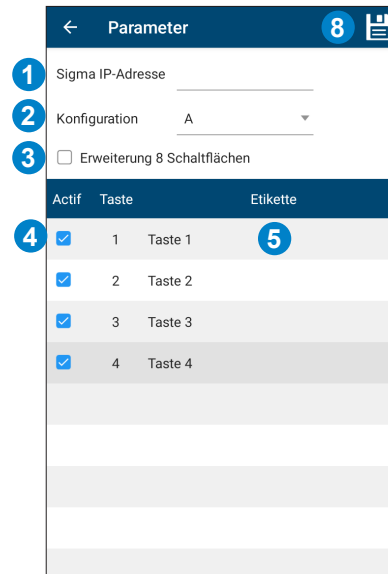 Parameter 8
1 Sigma IP-Adresse
2 Konfiguration A
3 Erweiterung 8 Schaltflächen
Actif Taste Etikette
4 1 Taste 1 5
2 Taste 2
3 Taste 3
4 Taste 4